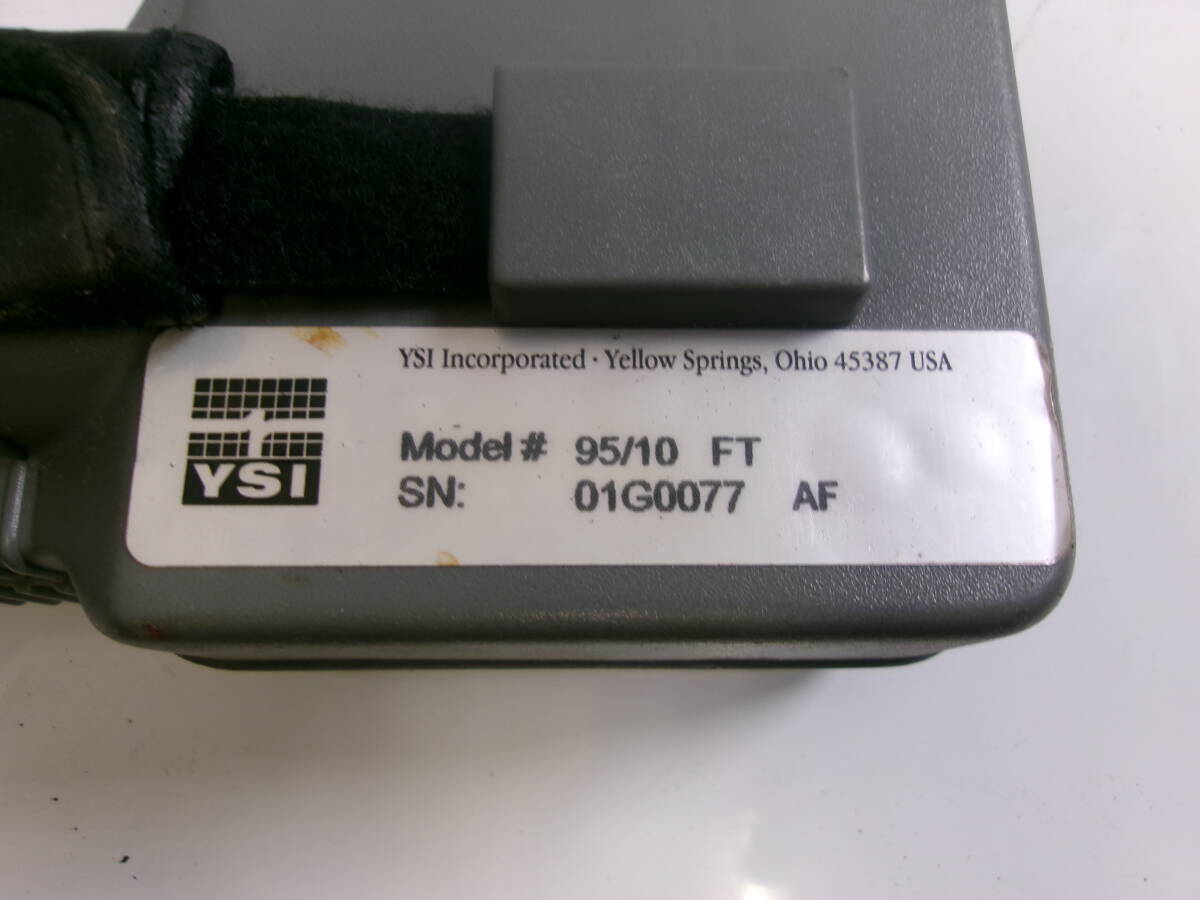 YSI Incorporated · Yellow Springs, Ohio 45387 USA
YSI
Model # 95/10 FT
SN: 01G0077 AF